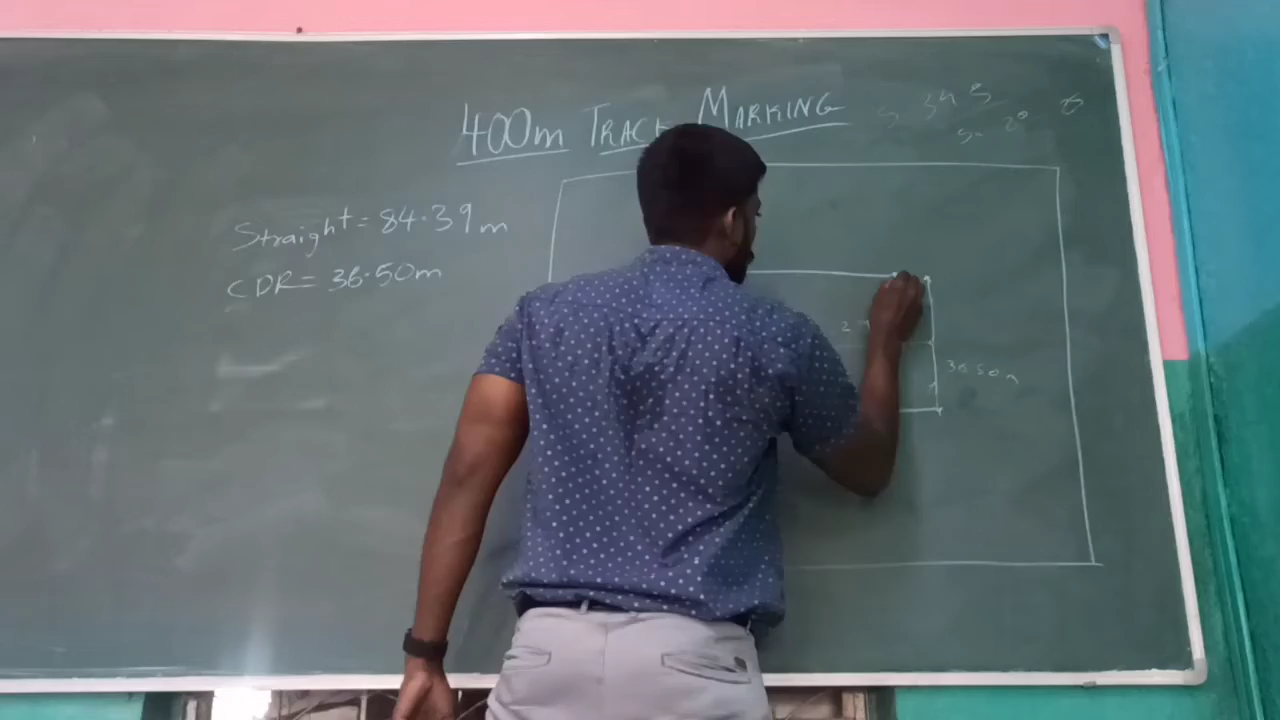 400m TRACK MARKING
Straight = 84.39m
CDR = 36.50m
36.50m